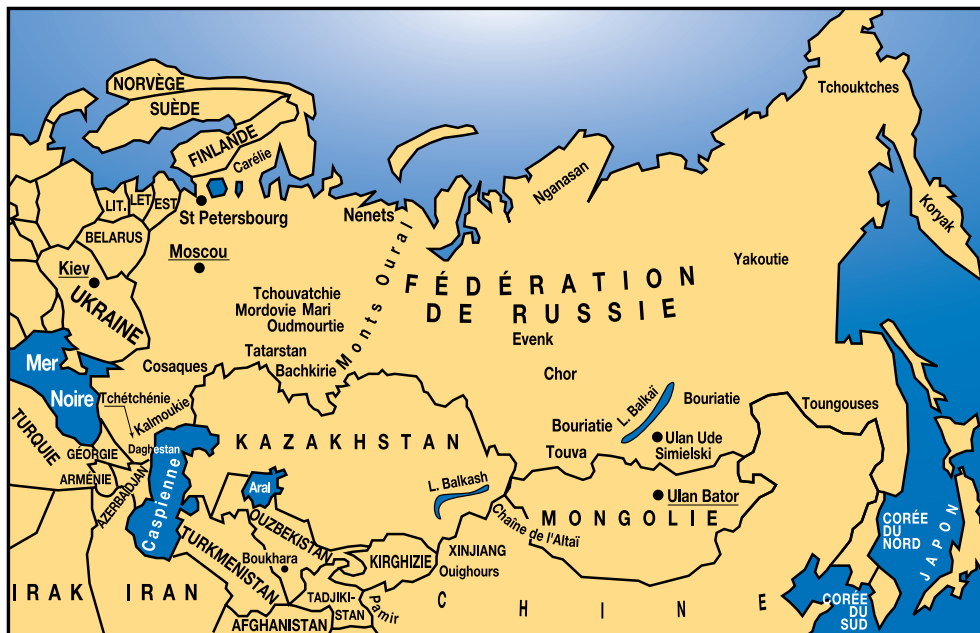 Tchouktches
NORVÈGE
SUÈDE
FINLANDE
Carélie
Nganasan
Koryak
LIT.
LET
EST
St Petersbourg
Nenets
BELARUS
Moscou
Kiev
UKRAINE
Monts Oural
Yakoutie
FÉDÉRATION
DE RUSSIE
Tchouvatchie
Mordovie Mari
Oudmourtie
Evenk
Tatarstan
Bachkirie
Mer
Noire
Cosaques
Chor
L. Balkaï
Bouriatie
Bouriatie
Toungouses
Tchétchénie
Kalmoukie
Daghestan
TURQUIE
GÉORGIE
ARMÉNIE
AZERBAÏDJAN
Caspienne
KAZAKHSTAN
Touva
Ulan Ude
Simielski
Aral
L. Balkash
Ulan Bator
MONGOLIE
Chaîne de l'Altaï
OUZBEKISTAN
TURKMENISTAN
Boukhara
KIRGHIZIE
XINJIANG
Ouighours
CORÉE
DU
NORD
JAPON
IRAK
IRAN
TADJIKI-
STAN
Pamir
AFGHANISTAN
CHINE
CORÉE
DU
SUD